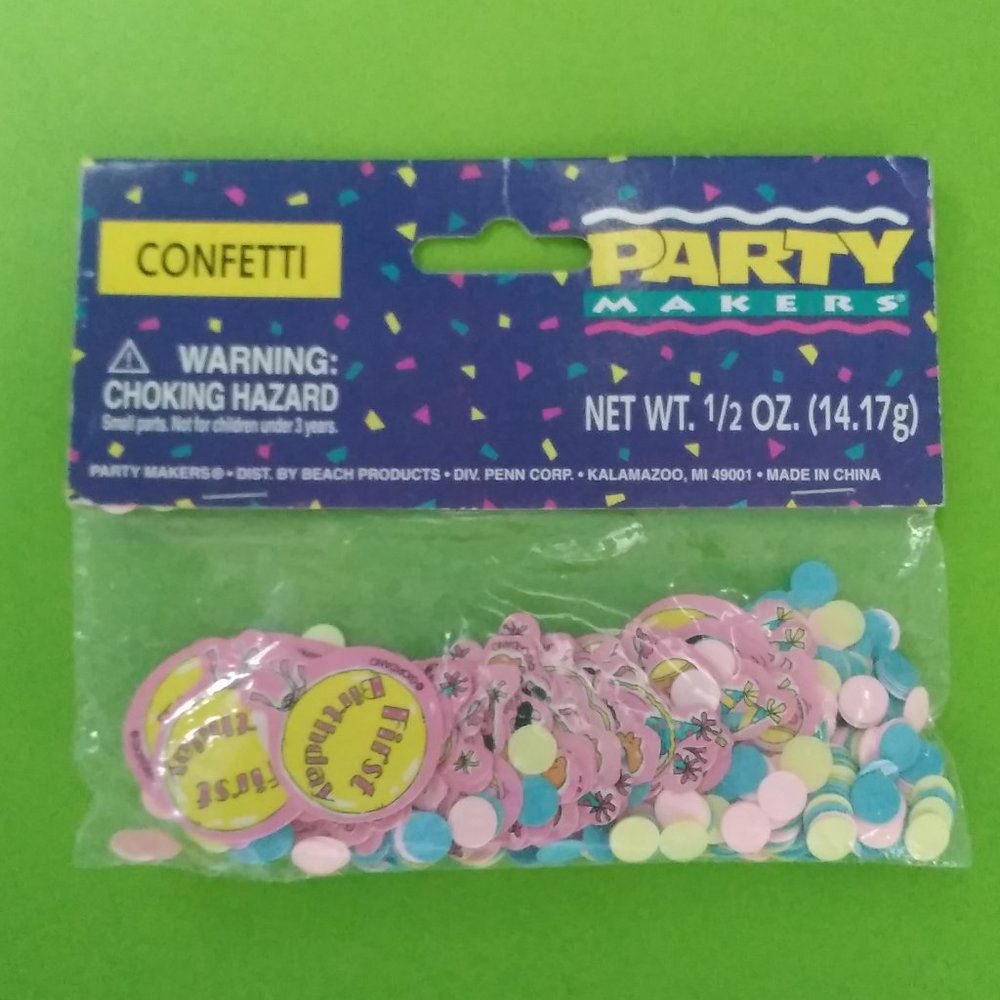 CONFETTI
PARTY
MAKERS®
⚠ WARNING:
CHOKING HAZARD
Small parts. Not for children under 3 years.
NET WT. 1/2 OZ. (14.17g)
PARTY MAKERS® • DIST. BY BEACH PRODUCTS • DIV. PENN CORP. • KALAMAZOO, MI 49001 • MADE IN CHINA
First
Birthday
First